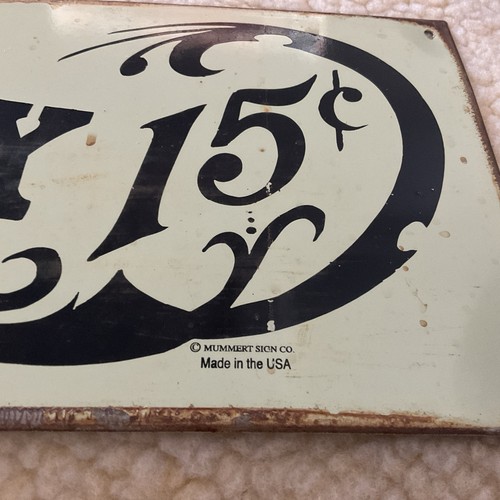 Y 15¢
© MUMMERT SIGN CO.
Made in the USA